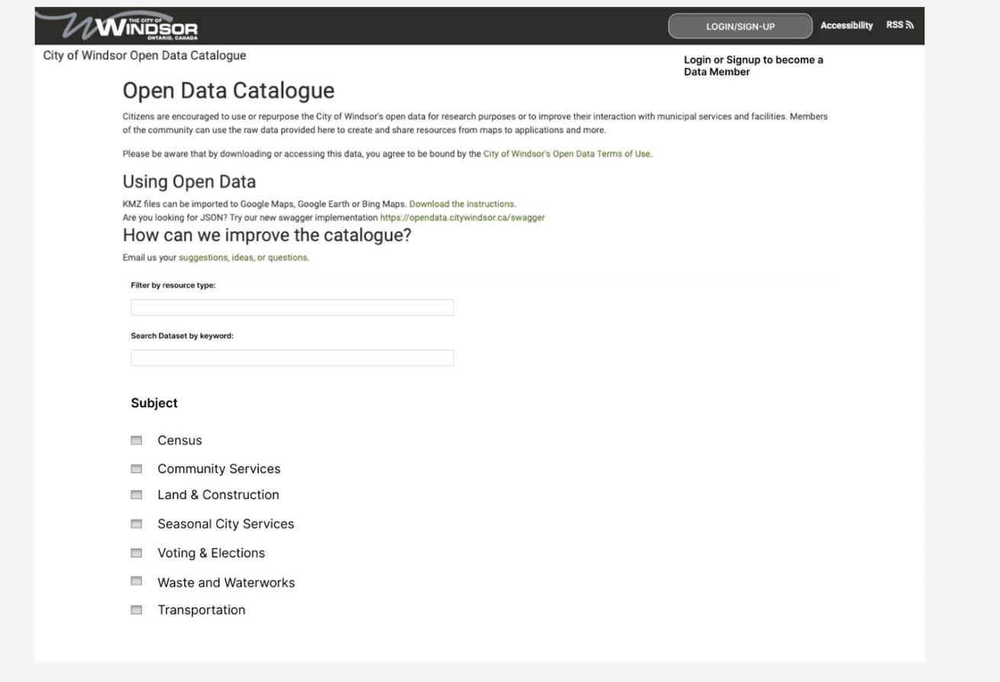 THE CITY OF
WINDSOR
ONTARIO, CANADA
LOGIN/SIGN-UP
Accessibility
RSS
City of Windsor Open Data Catalogue
Login or Signup to become a
Data Member
Open Data Catalogue
Citizens are encouraged to use or repurpose the City of Windsor's open data for research purposes or to improve their interaction with municipal services and facilities. Members
of the community can use the raw data provided here to create and share resources from maps to applications and more.
Please be aware that by downloading or accessing this data, you agree to be bound by the City of Windsor's Open Data Terms of Use.
Using Open Data
KMZ files can be imported to Google Maps, Google Earth or Bing Maps. Download the instructions.
Are you looking for JSON? Try our new swagger implementation https://opendata.citywindsor.ca/swagger
How can we improve the catalogue?
Email us your suggestions, ideas, or questions.
Filter by resource type:
Search Dataset by keyword:
Subject
Census
Community Services
Land & Construction
Seasonal City Services
Voting & Elections
Waste and Waterworks
Transportation